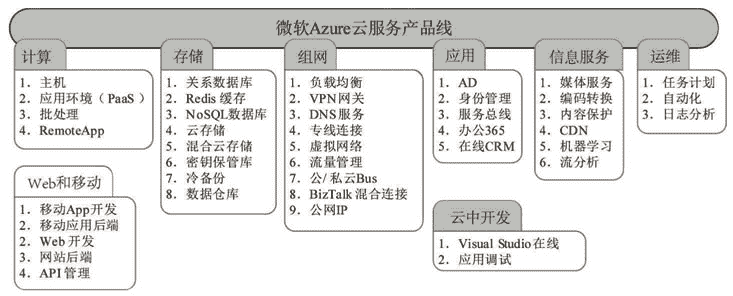 微软Azure云服务产品线
计算
1. 主机
2. 应用环境（PaaS）
3. 批处理
4. RemoteApp
Web和移动
1. 移动App开发
2. 移动应用后端
2. Web 开发
3. 网站后端
4. API 管理
存储
1. 关系数据库
2. Redis 缓存
3. NoSQL数据库
4. 云存储
5. 混合云存储
6. 密钥保管库
7. 冷备份
8. 数据仓库
组网
1. 负载均衡
2. VPN网关
3. DNS服务
4. 专线连接
5. 虚拟网络
6. 流量管理
7. 公/私云Bus
8. BizTalk 混合连接
9. 公网IP
应用
1. AD
2. 身份管理
3. 服务总线
4. 办公365
5. 在线CRM
云中开发
1. Visual Studio在线
2. 应用调试
信息服务
1. 媒体服务
2. 编码转换
3. 内容保护
4. CDN
5. 机器学习
6. 流分析
运维
1. 任务计划
2. 自动化
3. 日志分析